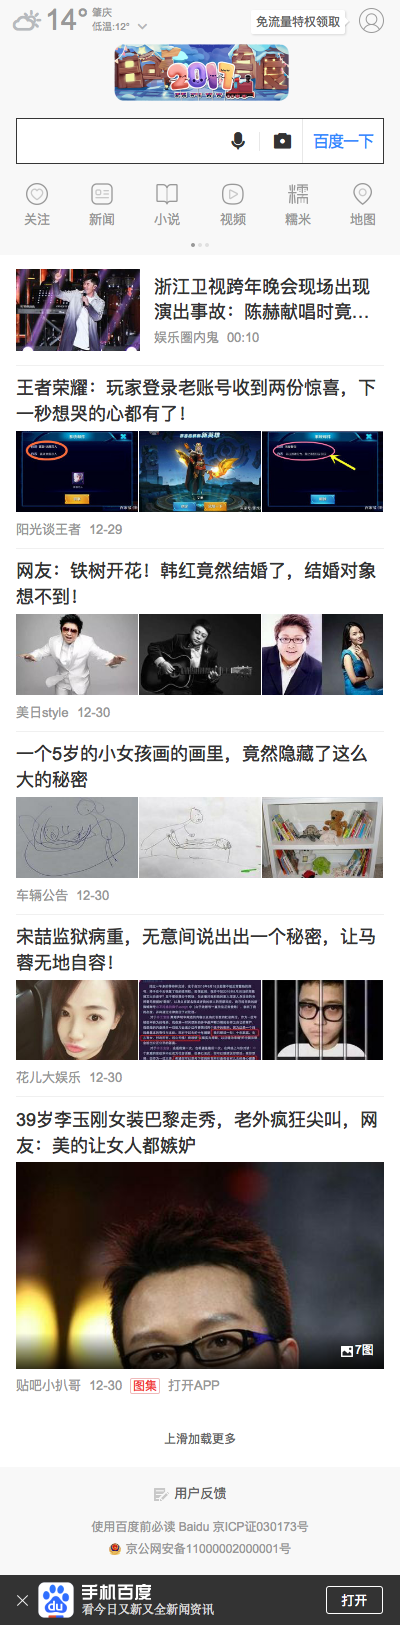 14°
肇庆
低温:12°
免流量特权领取
2017
百度一下
关注
新闻
小说
视频
糯米
地图
浙江卫视跨年晚会现场出现
演出事故：陈赫献唱时竟…
娱乐圈内鬼 00:10
王者荣耀：玩家登录老账号收到两份惊喜，下
一秒想哭的心都有了！
阳光谈王者 12-29
网友：铁树开花！韩红竟然结婚了，结婚对象
想不到！
美日style 12-30
一个5岁的小女孩画的画里，竟然隐藏了这么
大的秘密
车辆公告 12-30
宋喆监狱病重，无意间说出出一个秘密，让马
蓉无地自容！
花儿大娱乐 12-30
39岁李玉刚女装巴黎走秀，老外疯狂尖叫，网
友：美的让女人都嫉妒
7图
贴吧小扒哥 12-30 图集 打开APP
上滑加载更多
用户反馈
使用百度前必读 Baidu 京ICP证030173号
京公网安备11000002000001号
du
手机百度
看今日又新又全新闻资讯
打开